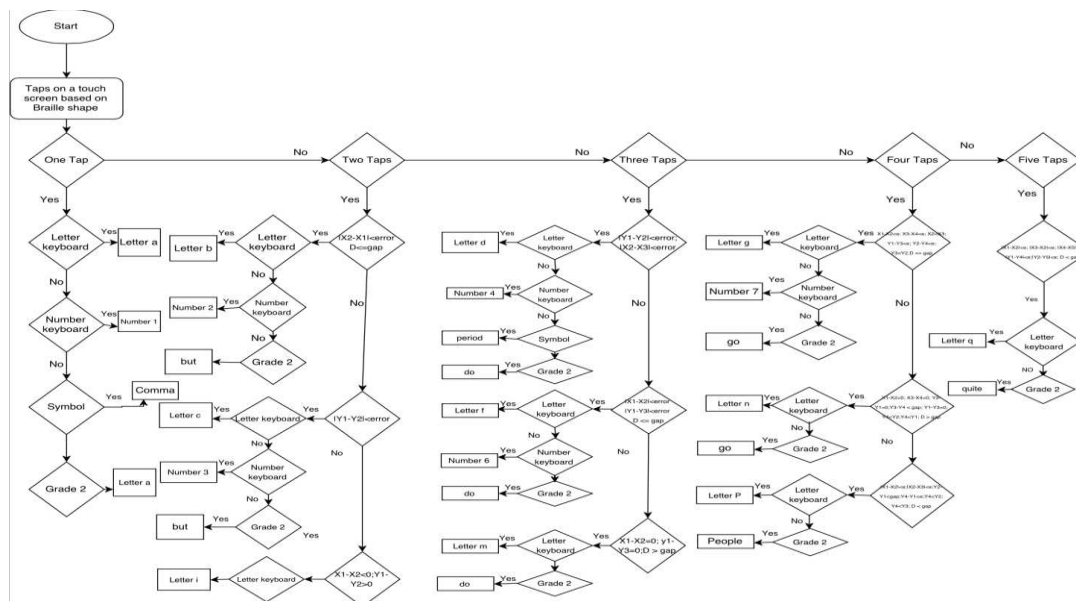 Start
Taps on a touch
screen based on
Braille shape
One Tap
No
Two Taps
No
Three Taps
No
Four Taps
No
Five Taps
Yes
Yes
Yes
Yes
Yes
Letter
keyboard
Yes
Letter a
No
Number
keyboard
Yes
Number 1
No
Symbol
Yes
Comma
No
Grade 2
Letter a
|X2-X1|<error
D<=gap
Yes
Letter
keyboard
Yes
Letter b
No
Number
keyboard
Yes
Number 2
No
Grade 2
but
No
|Y1-Y2|<error
Yes
Letter keyboard
Yes
Letter c
No
Number
keyboard
Yes
Number 3
No
Grade 2
Yes
but
Yes
No
X1-X2<0;Y1-
Y2>0
Letter keyboard
Letter i
|Y1-Y2|<error;
|X2-X3|<error
Yes
Letter
keyboard
Yes
Letter d
No
Number
keyboard
Yes
Number 4
No
Symbol
Yes
period
No
Grade 2
Yes
do
No
|X1-X2|<error
|Y1-Y3|<error
D <= gap
Yes
Letter
keyboard
Yes
Letter f
No
Number
keyboard
Yes
Number 6
No
Grade 2
Yes
do
No
X1-X2=0; y1-
Y3=0;D > gap
Yes
Letter
keyboard
Yes
Letter m
No
Grade 2
Yes
do
Yes
Letter
keyboard
Yes
Letter g
No
Number
keyboard
Yes
Number 7
No
Grade 2
Yes
go
No
Yes
Letter
keyboard
Yes
Letter n
No
Grade 2
Yes
go
No
Yes
Letter
keyboard
Yes
Letter P
No
Grade 2
Yes
People
Yes
Letter
keyboard
Yes
Letter q
NO
Grade 2
Yes
quite